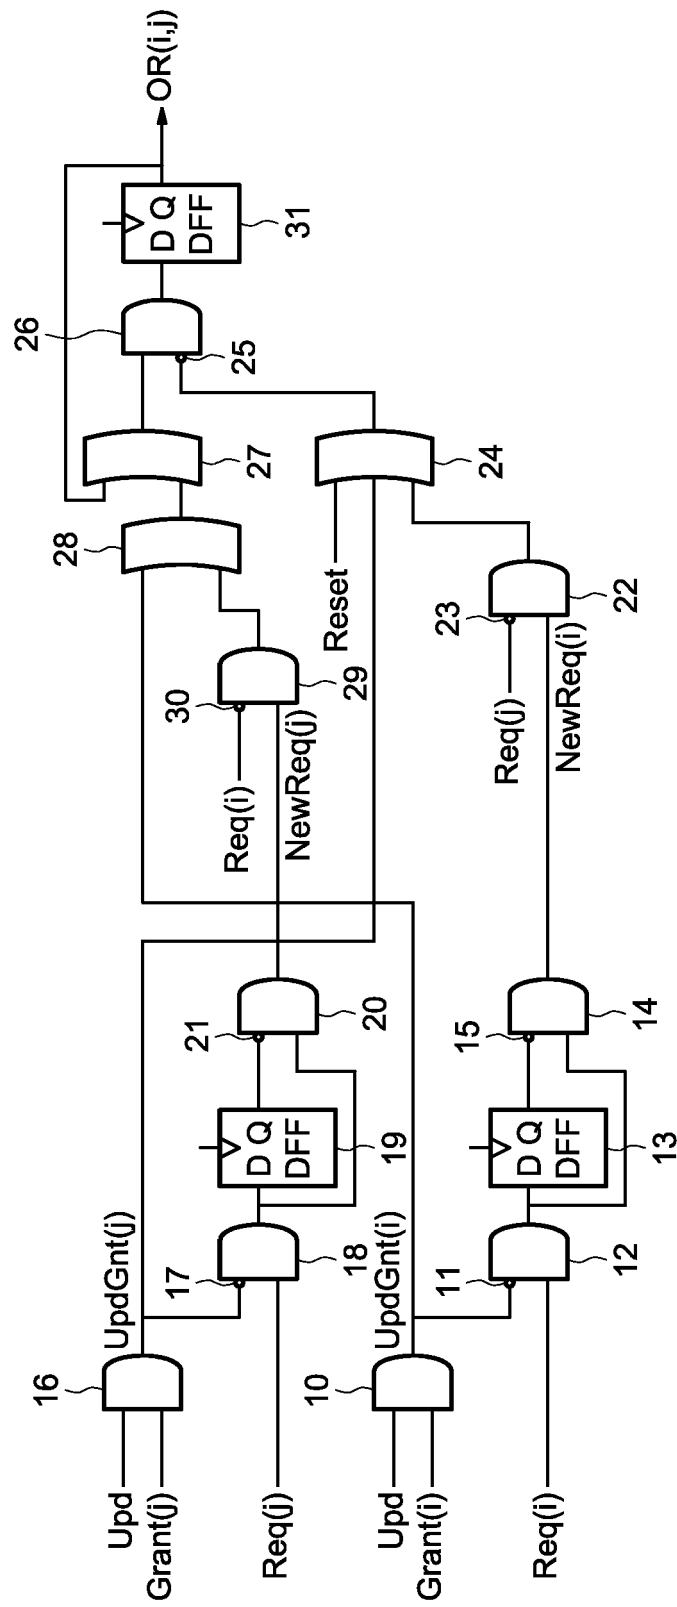 Upd
Grant(j)
16
UpdGnt(j)
Req(j)
17
18
D Q
DFF
19
21
20
Upd
Grant(i)
10
UpdGnt(i)
Req(i)
11
12
D Q
DFF
13
15
14
Req(i)
30
NewReq(j)
29
28
27
Reset
24
Req(j)
23
NewReq(i)
22
26
25
D Q
DFF
31
OR(i,j)